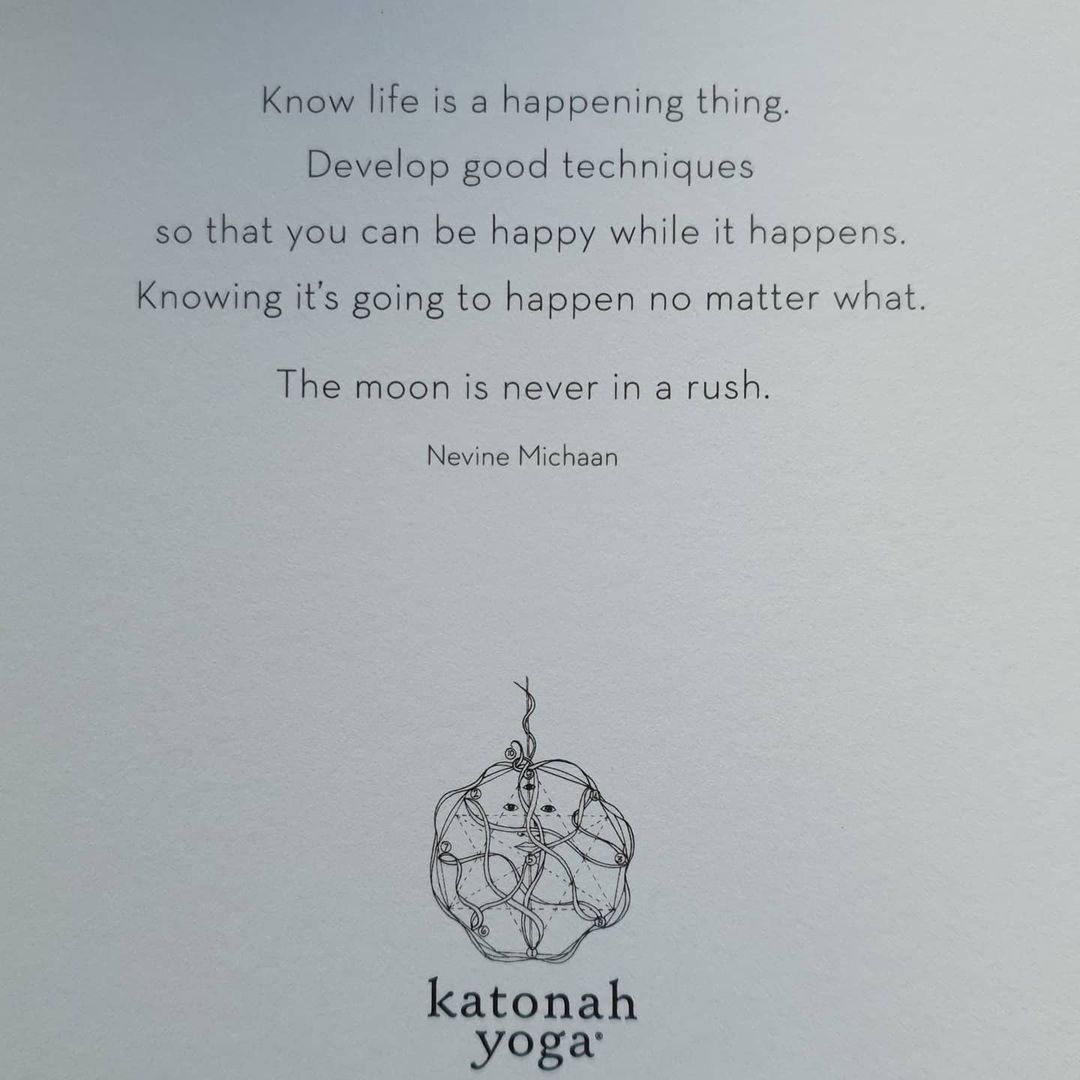 Know life is a happening thing.
Develop good techniques
so that you can be happy while it happens.
Knowing it's going to happen no matter what.
The moon is never in a rush.
Nevine Michaan
katonah
yoga®